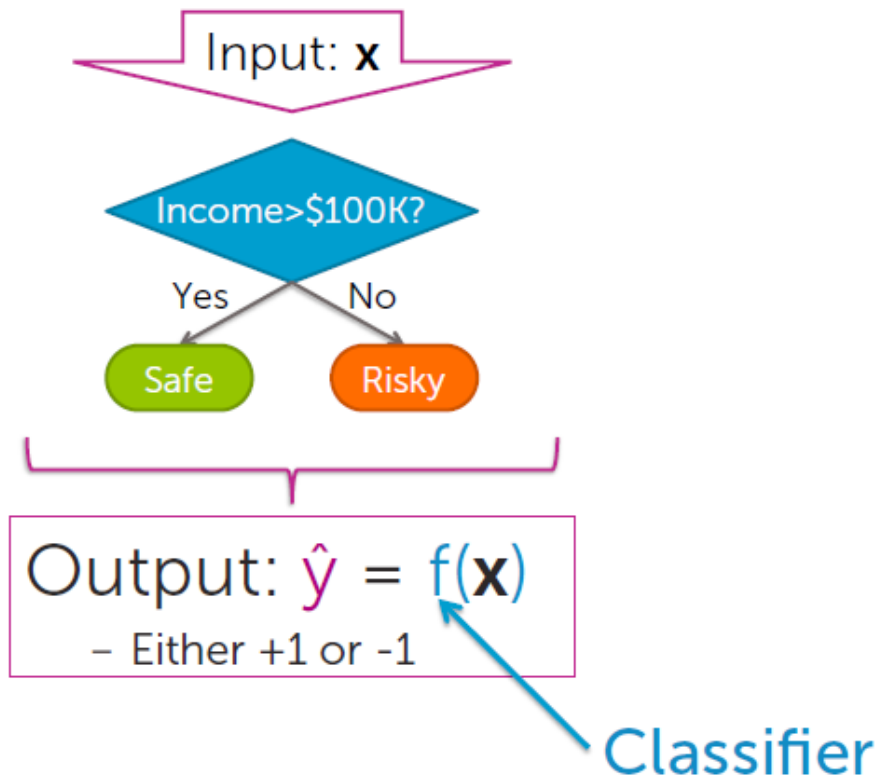 Input: x
Income>$100K?
Yes No
Safe Risky
Output: ŷ = f(x)
– Either +1 or -1
Classifier